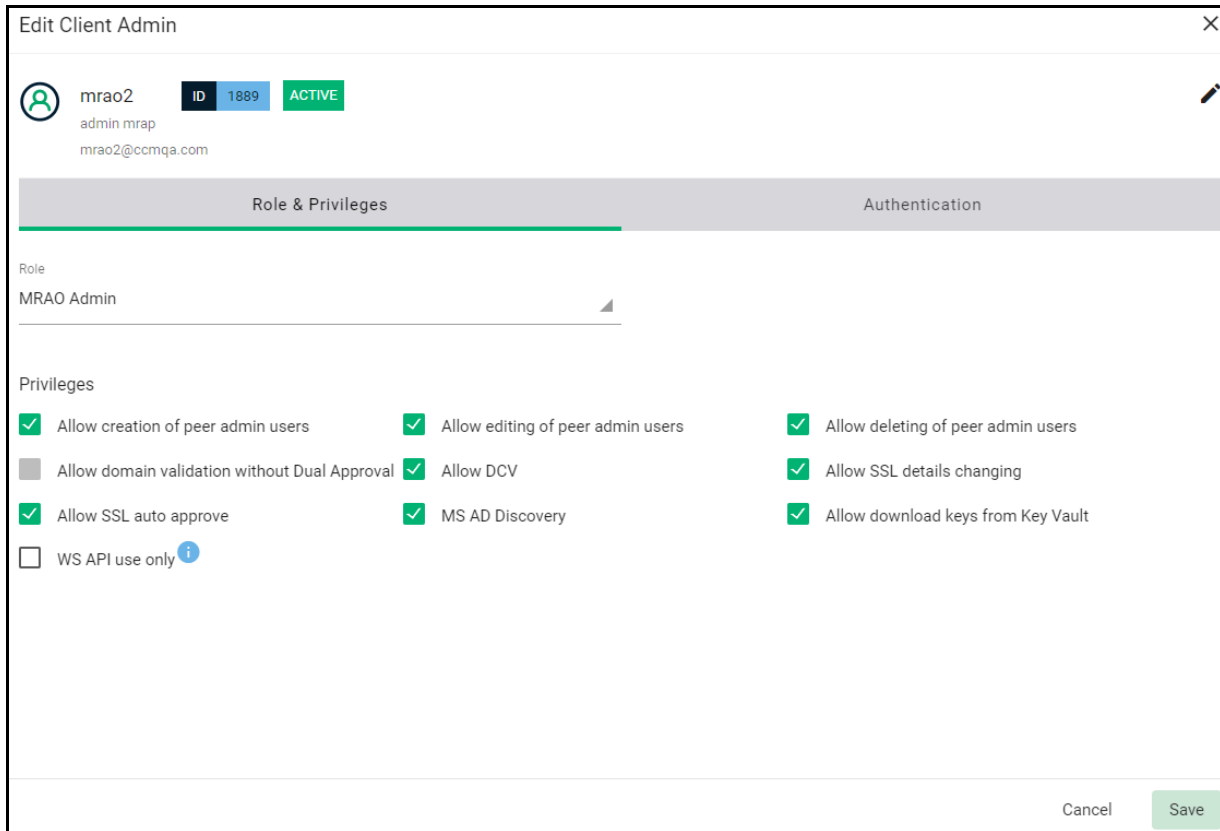 Edit Client Admin
mrao2 ID 1889 ACTIVE
admin mrap
mrao2@ccmqa.com
Role & Privileges Authentication
Role
MRAO Admin
Privileges
Allow creation of peer admin users Allow editing of peer admin users Allow deleting of peer admin users
Allow domain validation without Dual Approval Allow DCV Allow SSL details changing
Allow SSL auto approve MS AD Discovery Allow download keys from Key Vault
WS API use only i
Cancel Save